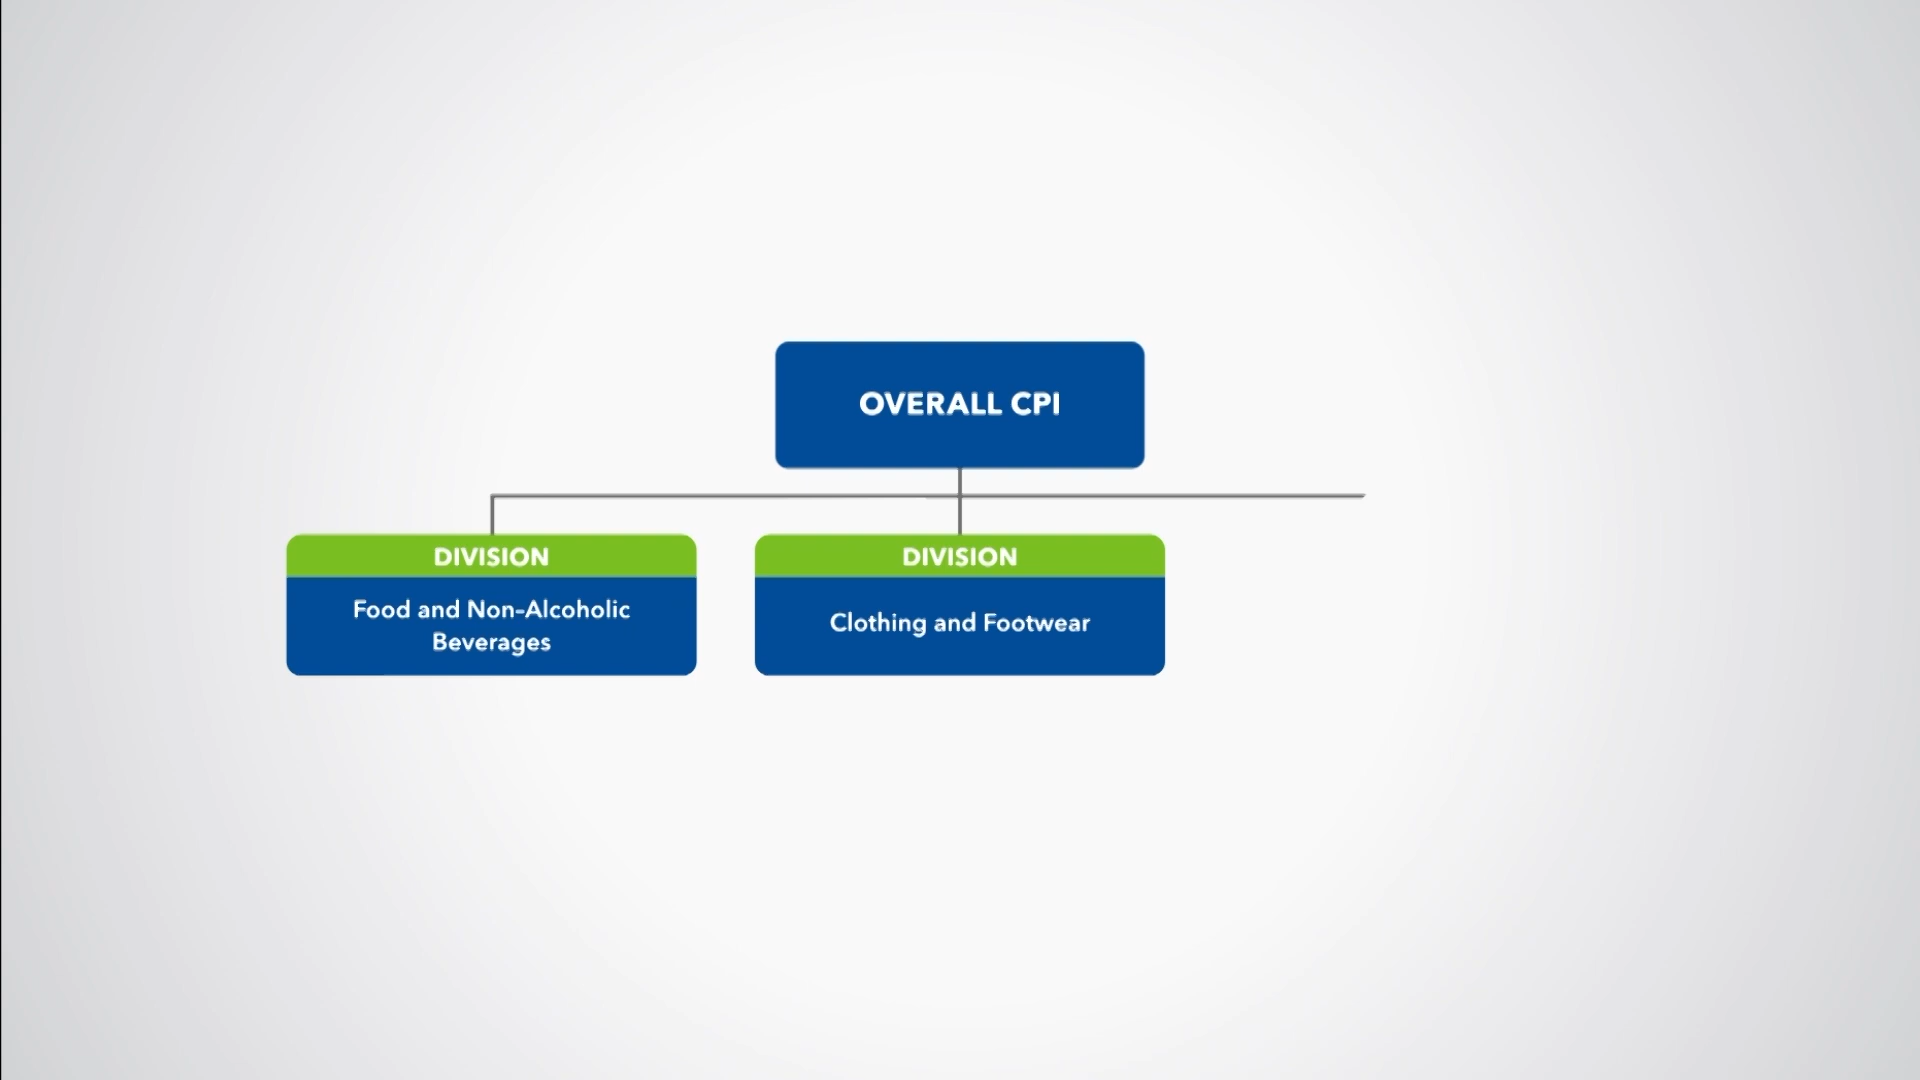 OVERALL CPI
DIVISION
Food and Non-Alcoholic
Beverages
DIVISION
Clothing and Footwear